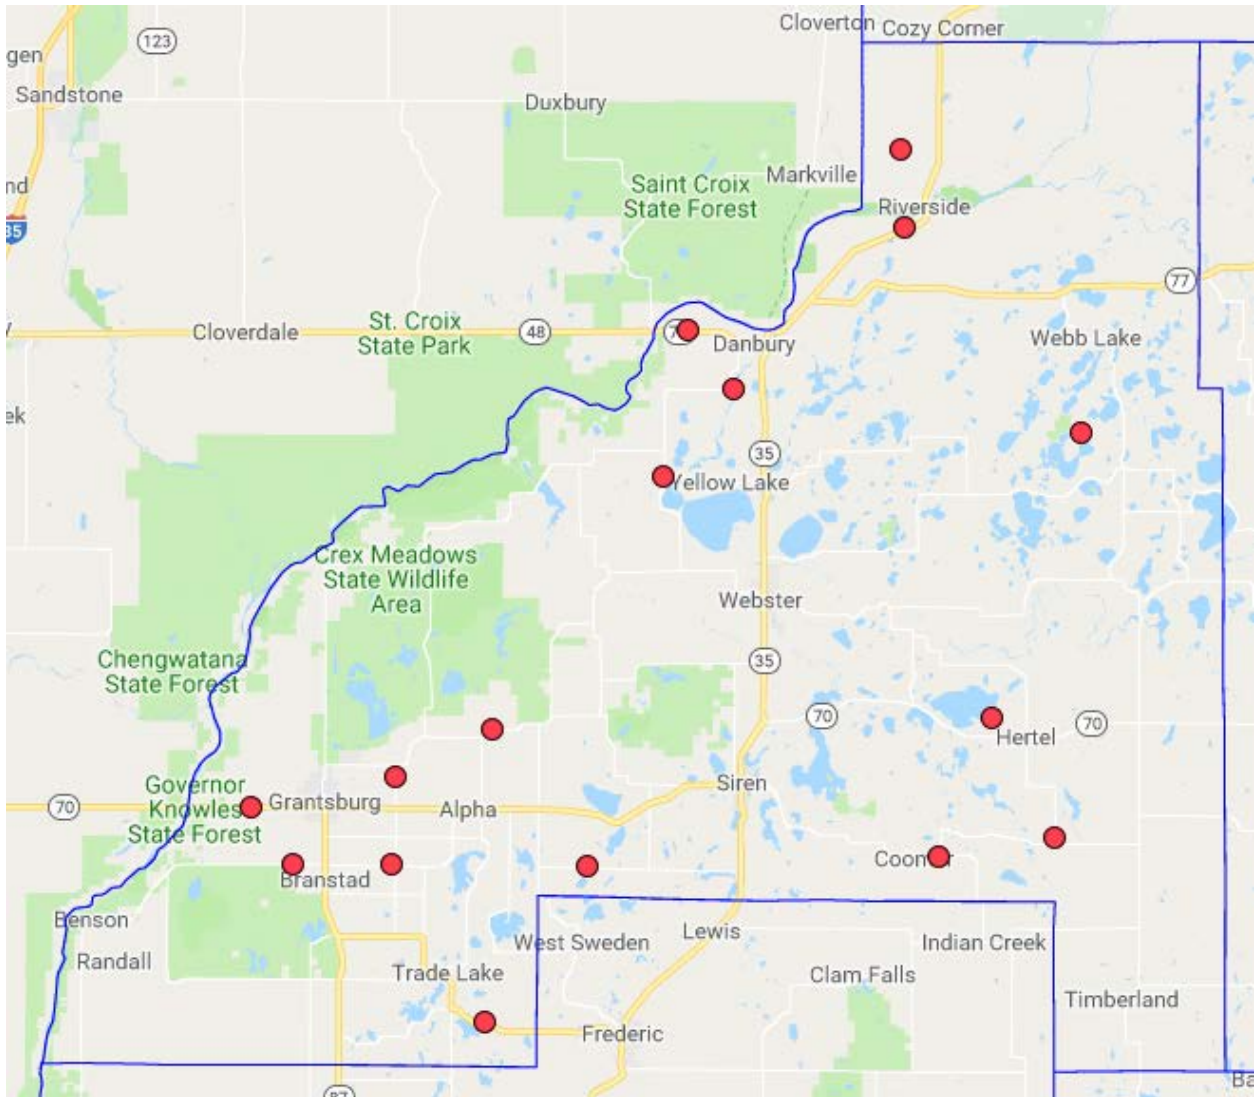 Cloverton
Cozy Corner
123
gen
Sandstone
Duxbury
nd
Markville
Saint Croix
State Forest
Riverside
35
77
Cloverdale
St. Croix
State Park
48
Danbury
Webb Lake
ek
35
Yellow Lake
Crex Meadows
State Wildlife
Area
Webster
Chengwatana
State Forest
35
70
Hertel
70
Governor
Knowles
State Forest
70
Grantsburg
Alpha
Siren
Branstad
Coomer
Benson
Randall
West Sweden
Lewis
Indian Creek
Trade Lake
Clam Falls
Timberland
Frederic
87
Ba